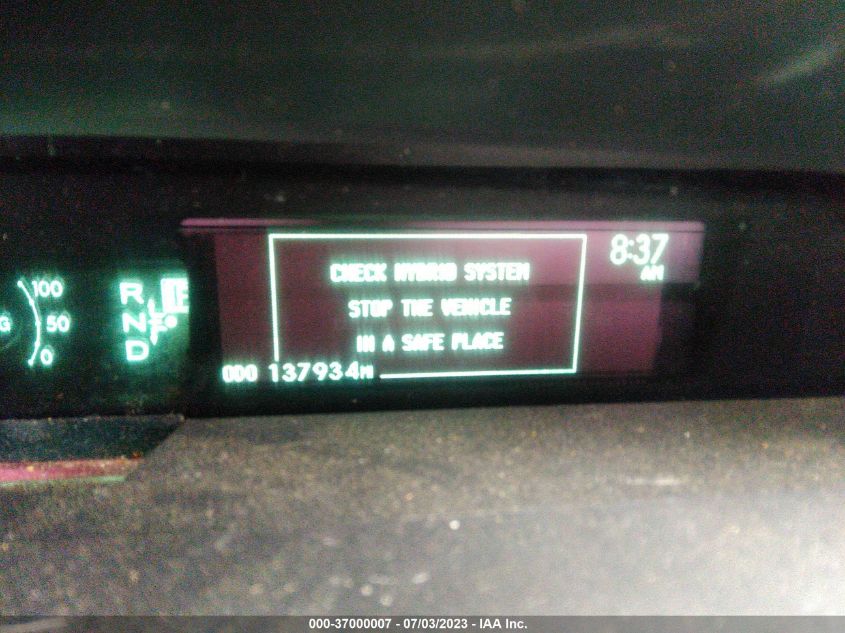 100
50
0
R
N
D
8:37
AM
CHECK HYBRID SYSTEM
STOP THE VEHICLE
IN A SAFE PLACE
ODO 137934MI
000-37000007 - 07/03/2023 - IAA Inc.